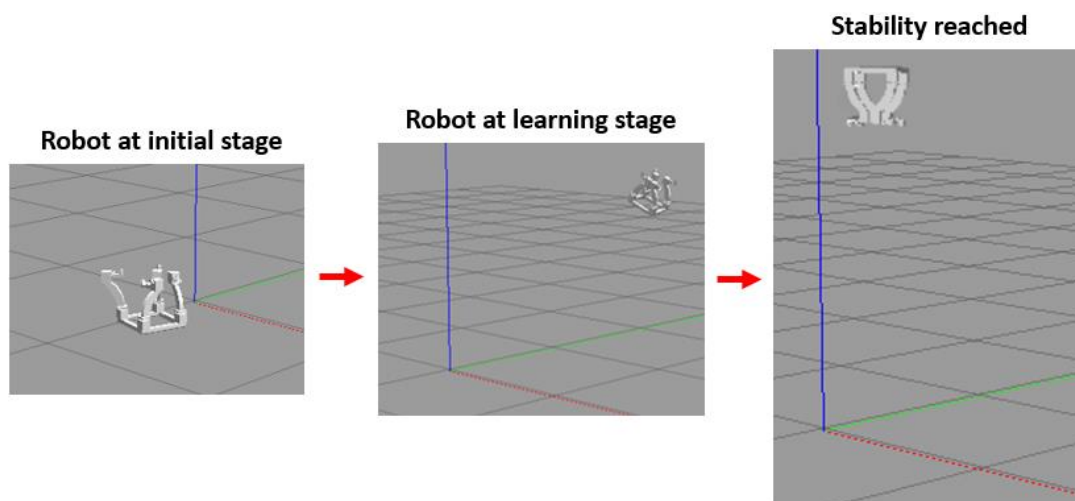 Robot at initial stage
Robot at learning stage
Stability reached